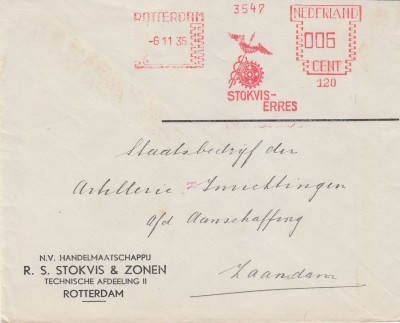 ROTTERDAM
-6 11 35
3547
NEDERLAND
006
CENT
120
STOKVIS-
ERRES
Staatsbedrijf der
Artillerie Inrichtingen
a/d Aanschaffing
Zaandam
N.V. HANDELMAATSCHAPPIJ
R. S. STOKVIS & ZONEN
TECHNISCHE AFDEELING II
ROTTERDAM